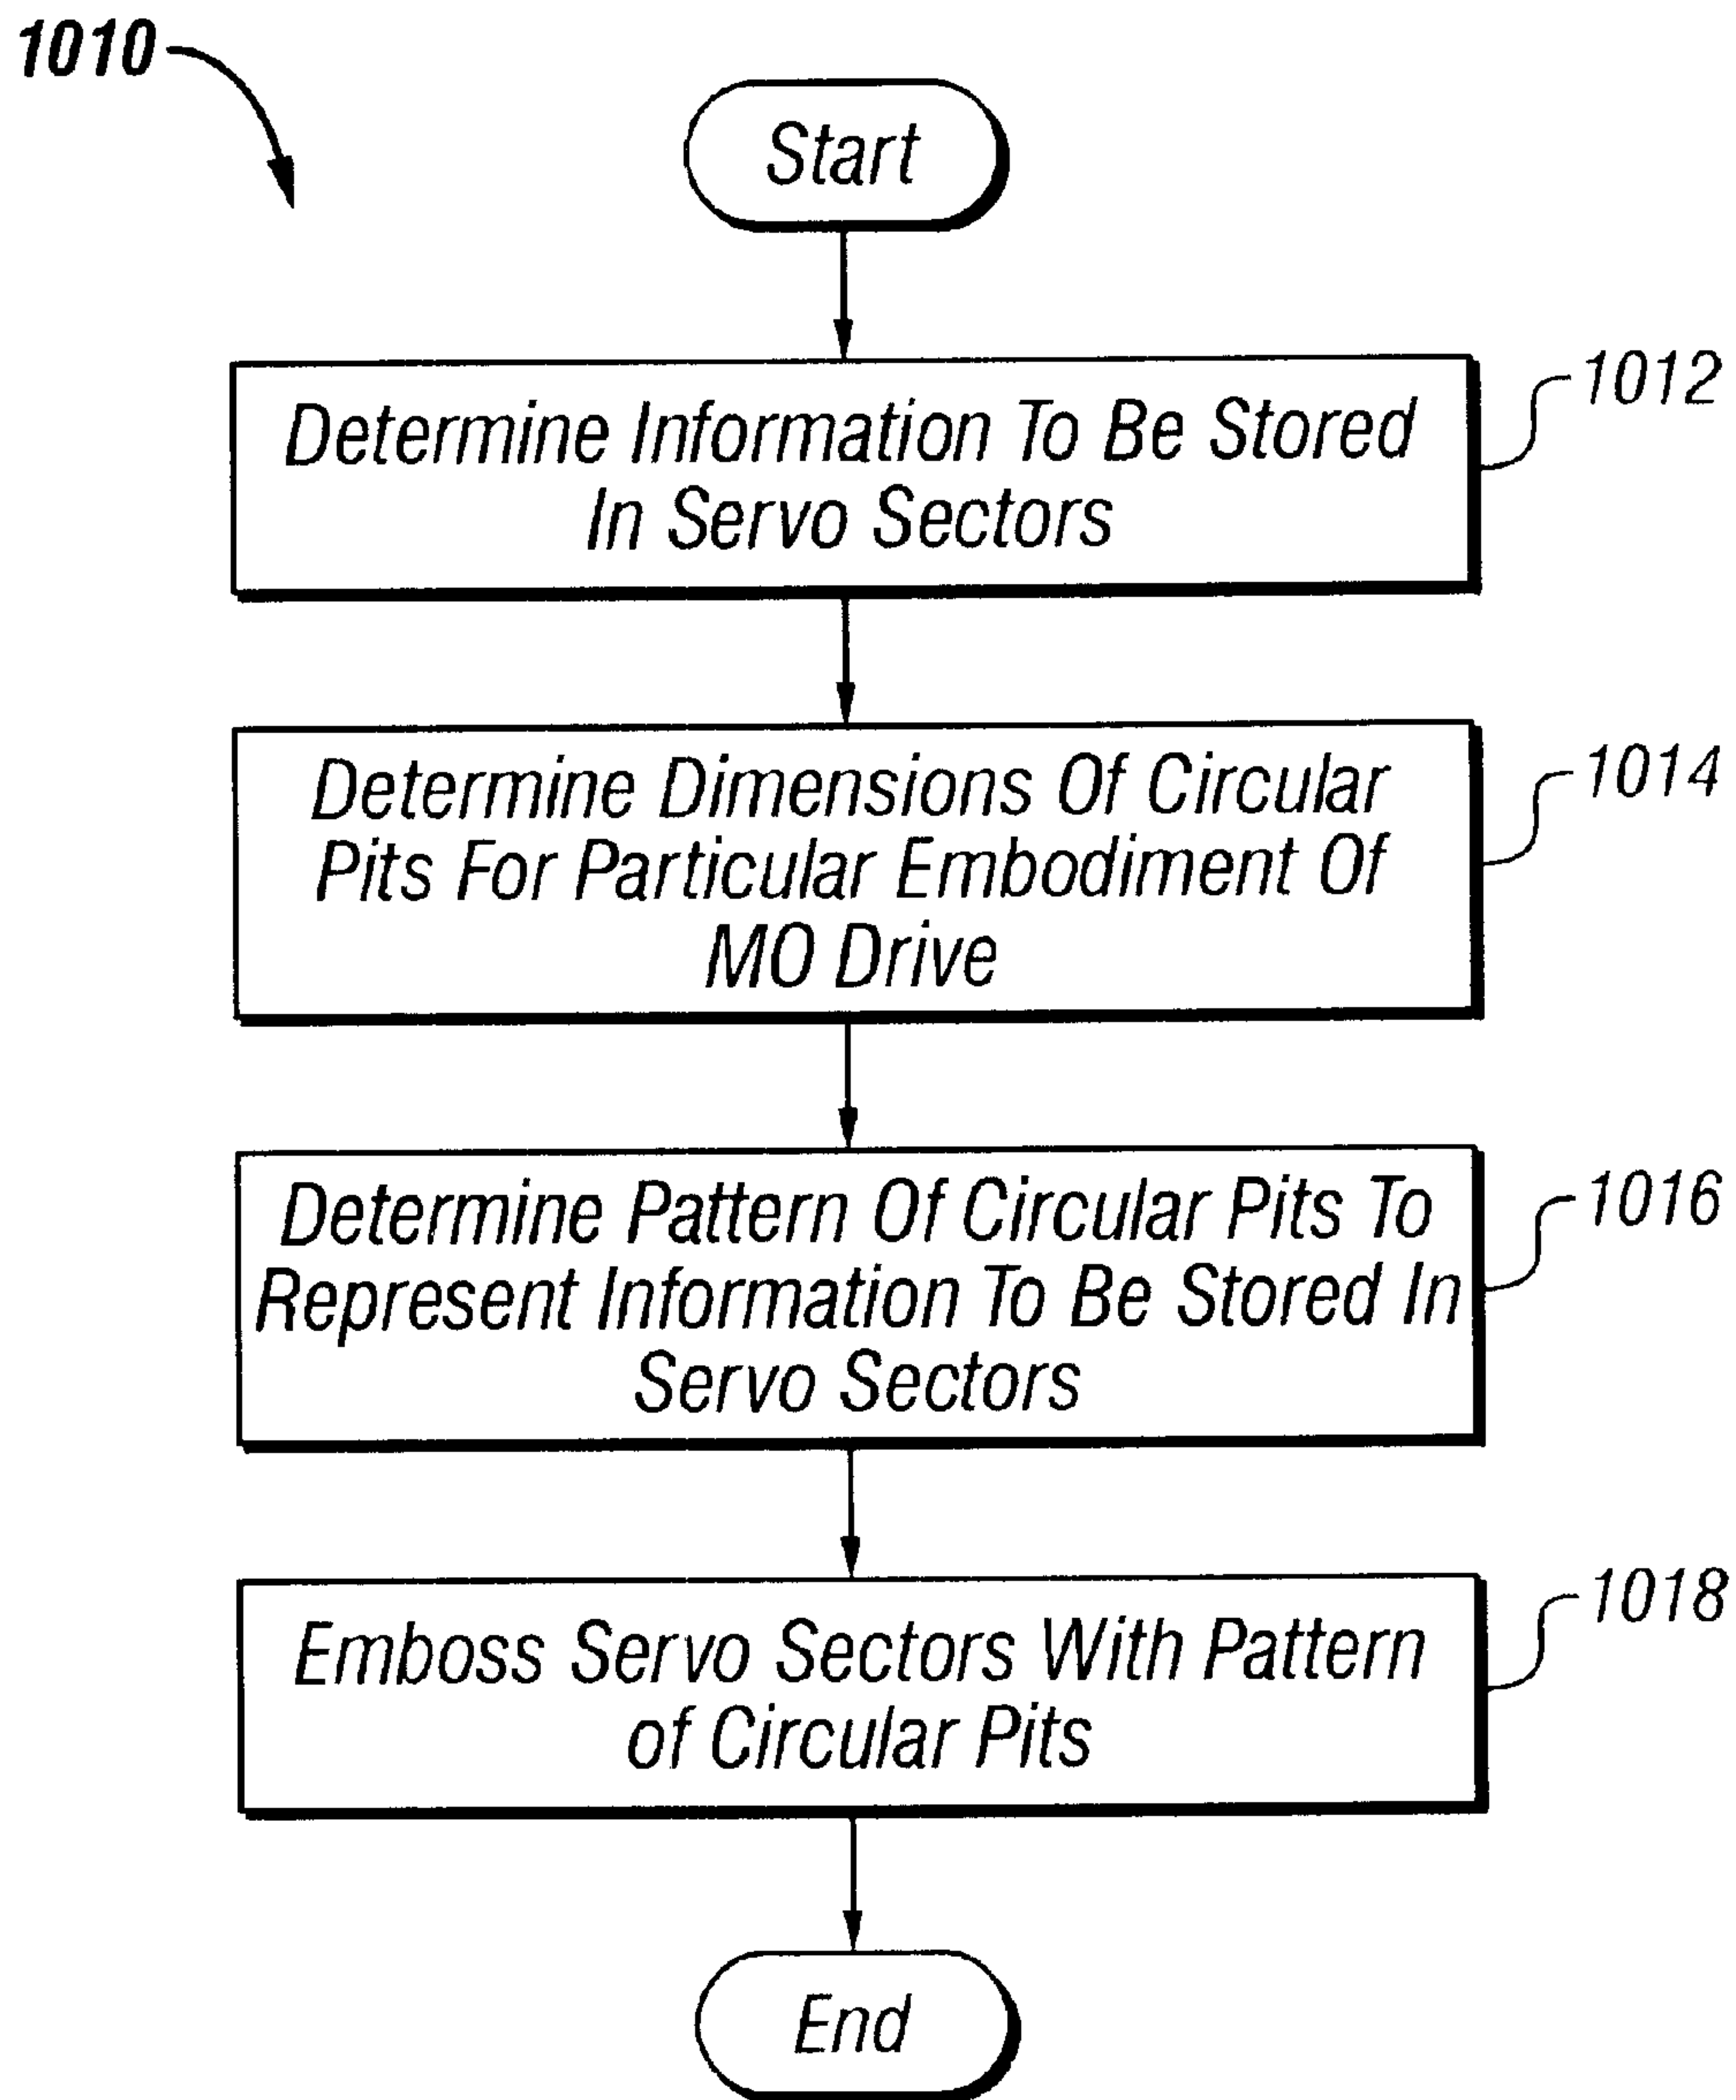 1010
Start
Determine Information To Be Stored
In Servo Sectors
1012
Determine Dimensions Of Circular
Pits For Particular Embodiment Of
MO Drive
1014
Determine Pattern Of Circular Pits To
Represent Information To Be Stored In
Servo Sectors
1016
Emboss Servo Sectors With Pattern
of Circular Pits
1018
End